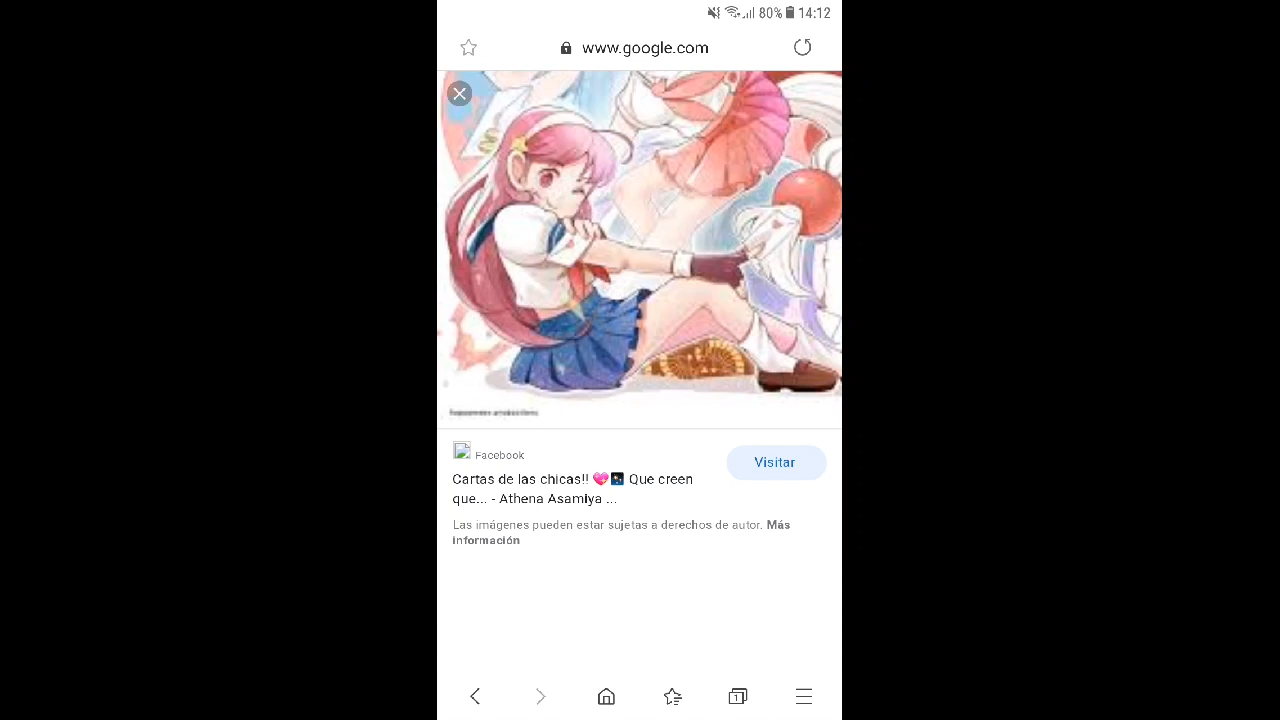 80% 14:12
www.google.com
Facebook
Visitar
Cartas de las chicas!! 💖🎆 Que creen
que... - Athena Asamiya ...
Las imágenes pueden estar sujetas a derechos de autor. Más
información
1